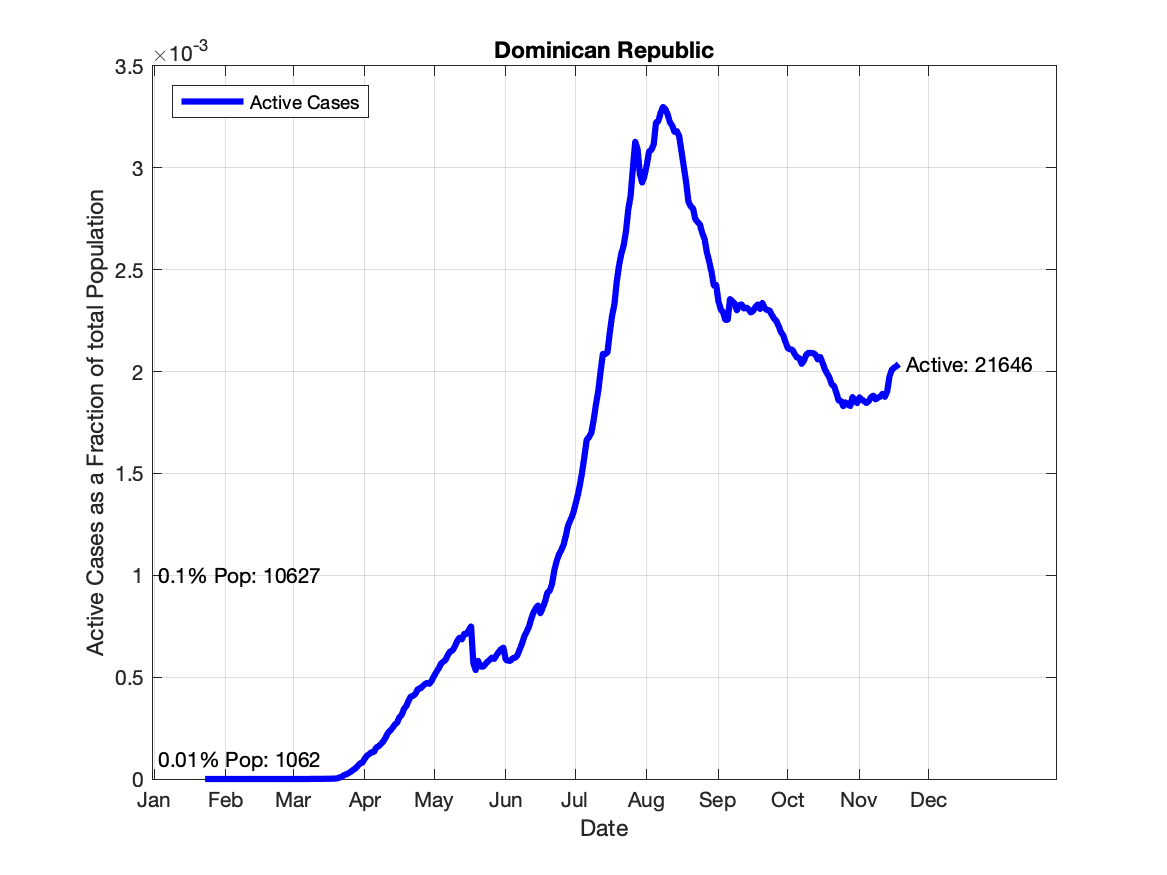 Dominican Republic
×10-3
3.5
3
2.5
2
1.5
1
0.5
0
Active Cases as a Fraction of total Population
Active Cases
Active: 21646
0.1% Pop: 10627
0.01% Pop: 1062
Jan Feb Mar Apr May Jun Jul Aug Sep Oct Nov Dec
Date